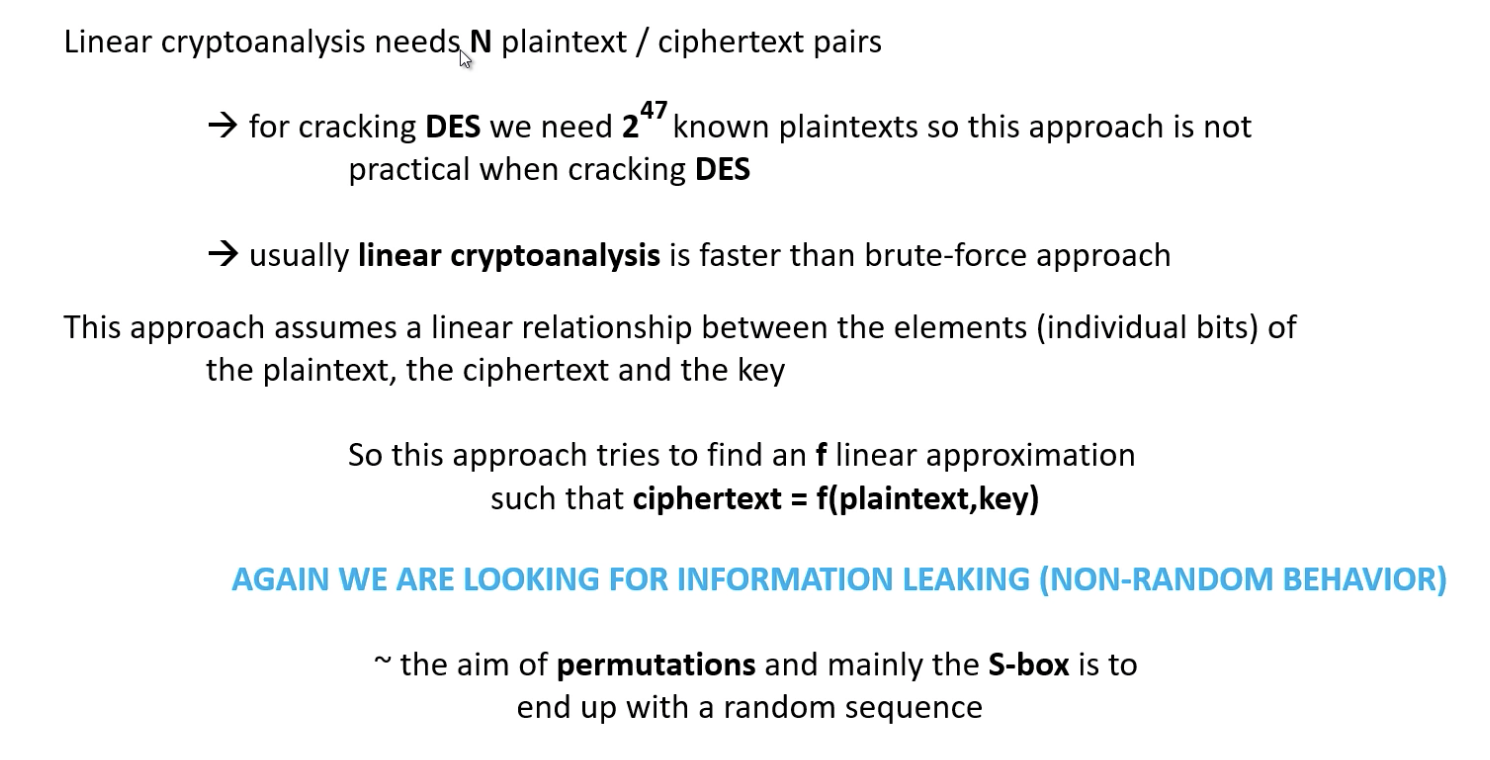 Linear cryptoanalysis needs N plaintext / ciphertext pairs
→ for cracking DES we need 2^47 known plaintexts so this approach is not
practical when cracking DES
→ usually linear cryptoanalysis is faster than brute-force approach
This approach assumes a linear relationship between the elements (individual bits) of
the plaintext, the ciphertext and the key
So this approach tries to find an f linear approximation
such that ciphertext = f(plaintext,key)
AGAIN WE ARE LOOKING FOR INFORMATION LEAKING (NON-RANDOM BEHAVIOR)
~ the aim of permutations and mainly the S-box is to
end up with a random sequence